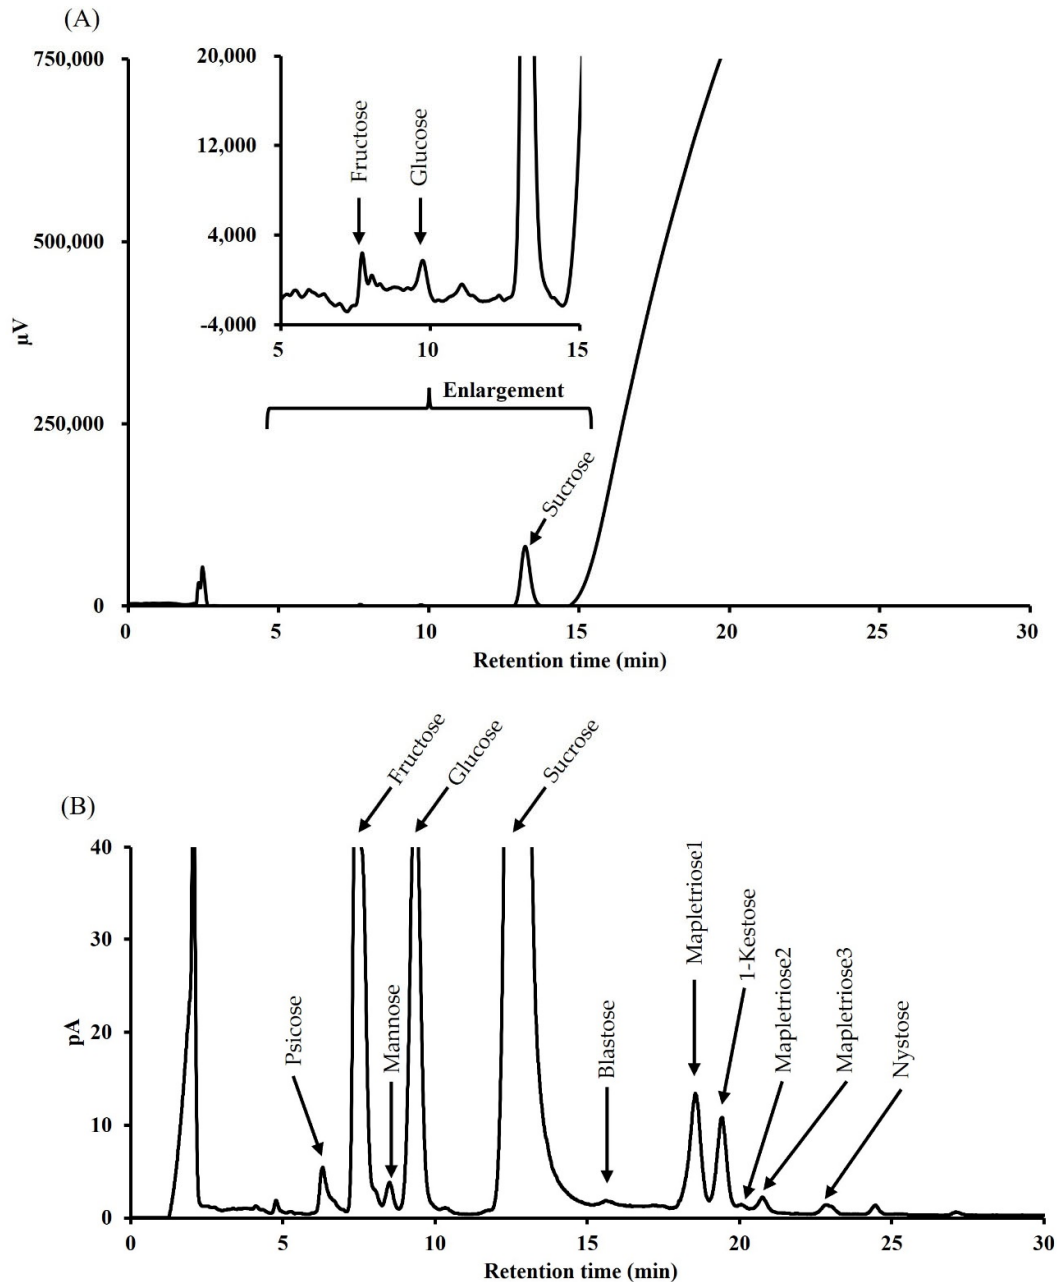 (A)
750,000
500,000
250,000
0
µV
20,000
12,000
4,000
-4,000
5
10
15
Fructose
Glucose
Enlargement
Sucrose
0
5
10
15
20
25
30
Retention time (min)
(B)
40
30
20
10
0
pA
Psicose
Fructose
Mannose
Glucose
Sucrose
Blastose
Mapletriose1
1-Kestose
Mapletriose2
Mapletriose3
Nystose
0
5
10
15
20
25
30
Retention time (min)